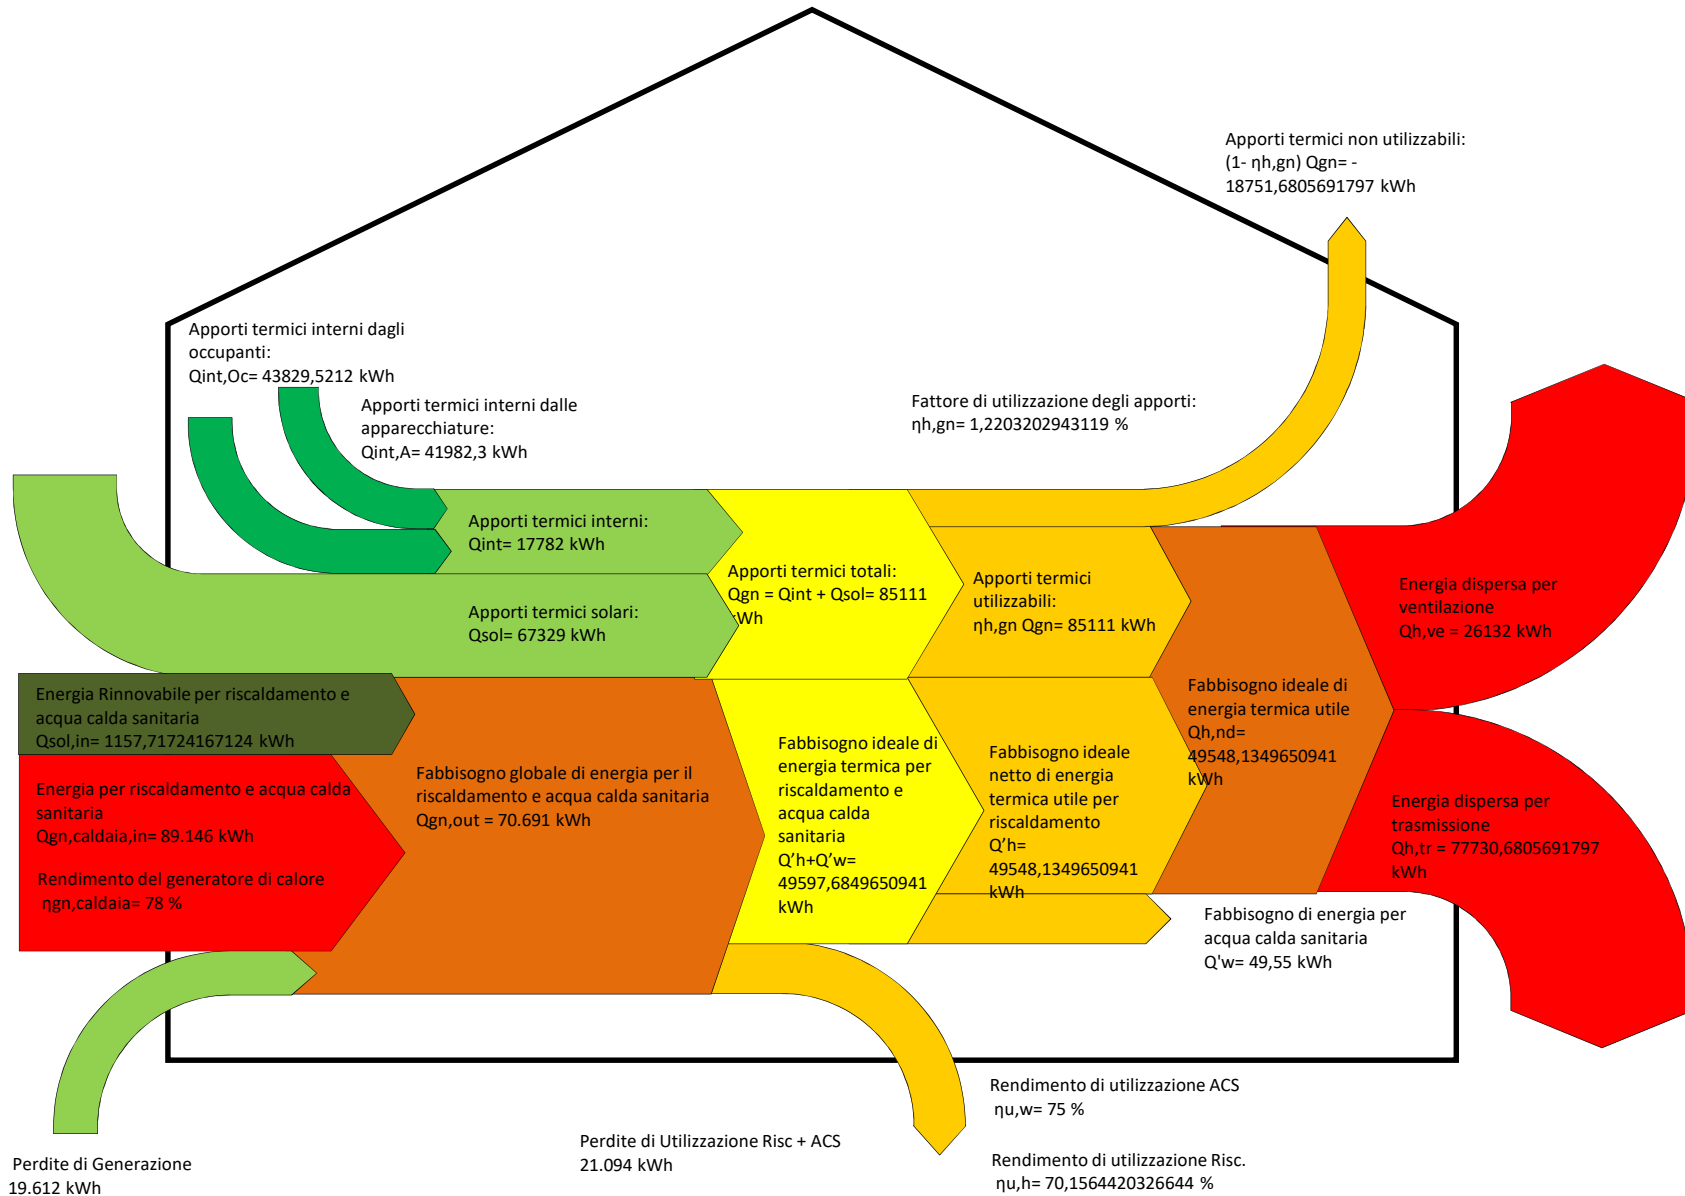 Apporti termici non utilizzabili:
(1- ηh,gn) Qgn= -
18751,6805691797 kWh
Apporti termici interni dagli
occupanti:
Qint,Oc= 43829,5212 kWh
Apporti termici interni dalle
apparecchiature:
Qint,A= 41982,3 kWh
Fattore di utilizzazione degli apporti:
ηh,gn= 1,2203202943119 %
Apporti termici interni:
Qint= 17782 kWh
Apporti termici solari:
Qsol= 67329 kWh
Apporti termici totali:
Qgn = Qint + Qsol= 85111
kWh
Apporti termici
utilizzabili:
ηh,gn Qgn= 85111 kWh
Energia dispersa per
ventilazione
Qh,ve = 26132 kWh
Energia Rinnovabile per riscaldamento e
acqua calda sanitaria
Qsol,in= 1157,71724167124 kWh
Energia per riscaldamento e acqua calda
sanitaria
Qgn,caldaia,in= 89.146 kWh
Rendimento del generatore di calore
ηgn,caldaia= 78 %
Fabbisogno globale di energia per il
riscaldamento e acqua calda sanitaria
Qgn,out = 70.691 kWh
Fabbisogno ideale di
energia termica per
riscaldamento e
acqua calda
sanitaria
Q’h+Q’w=
49597,6849650941
kWh
Fabbisogno ideale
netto di energia
termica utile per
riscaldamento
Q’h=
49548,1349650941
kWh
Fabbisogno ideale di
energia termica utile
Qh,nd=
49548,1349650941
kWh
Energia dispersa per
trasmissione
Qh,tr = 77730,6805691797
kWh
Fabbisogno di energia per
acqua calda sanitaria
Q'w= 49,55 kWh
Rendimento di utilizzazione ACS
ηu,w= 75 %
Perdite di Utilizzazione Risc + ACS
21.094 kWh
Rendimento di utilizzazione Risc.
ηu,h= 70,1564420326644 %
Perdite di Generazione
19.612 kWh